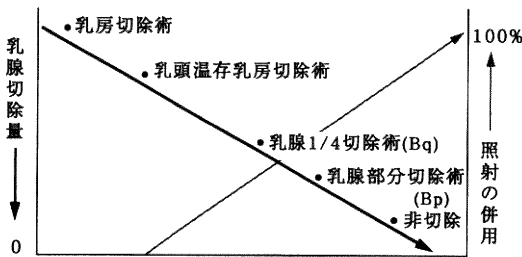 乳房切除術
100%
乳頭温存乳房切除術
乳腺切除量
乳腺1/4切除術(Bq)
照射の併用
乳腺部分切除術
(Bp)
非切除
0